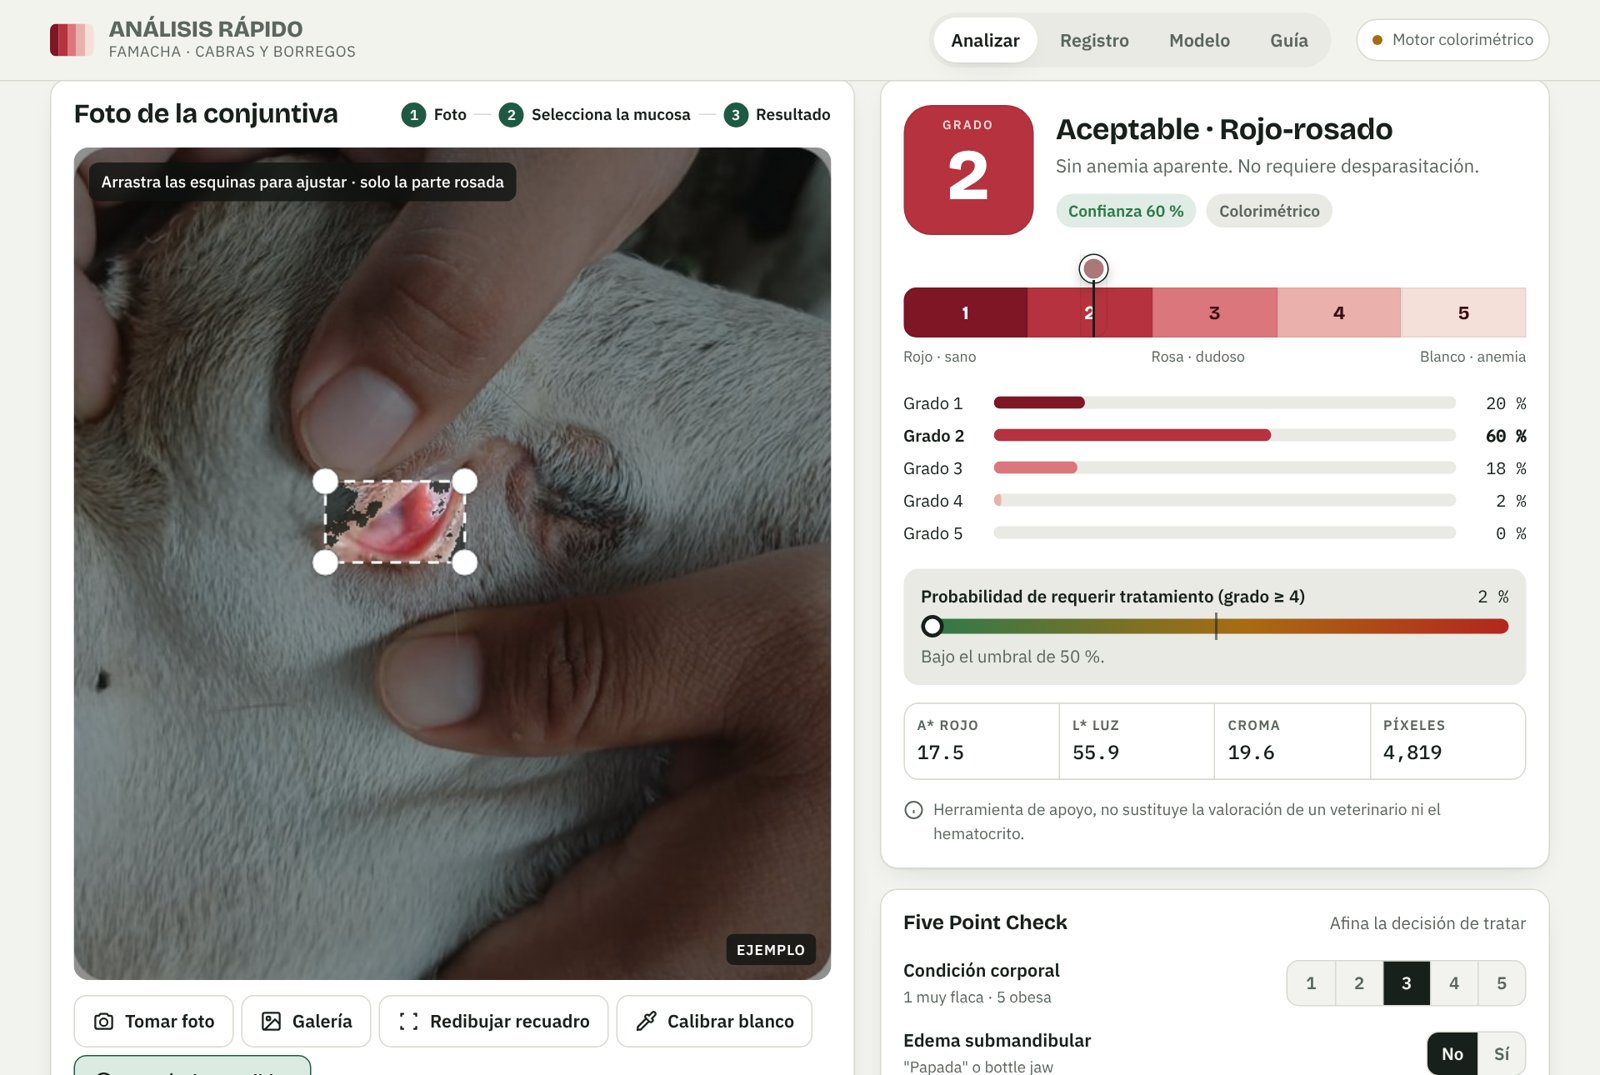 ANÁLISIS RÁPIDO
FAMACHA · CABRAS Y BORREGOS
Analizar
Registro
Modelo
Guía
Motor colorimétrico
Foto de la conjuntiva
1 Foto
2 Selecciona la mucosa
3 Resultado
Arrastra las esquinas para ajustar · solo la parte rosada
EJEMPLO
Tomar foto
Galería
Redibujar recuadro
Calibrar blanco
GRADO
2
Aceptable · Rojo-rosado
Sin anemia aparente. No requiere desparasitación.
Confianza 60 %
Colorimétrico
1 2 3 4 5
Rojo · sano
Rosa · dudoso
Blanco · anemia
Grado 1 20 %
Grado 2 60 %
Grado 3 18 %
Grado 4 2 %
Grado 5 0 %
Probabilidad de requerir tratamiento (grado ≥ 4) 2 %
Bajo el umbral de 50 %.
A* ROJO
17.5
L* LUZ
55.9
CROMA
19.6
PÍXELES
4,819
Herramienta de apoyo, no sustituye la valoración de un veterinario ni el
hematocrito.
Five Point Check
Afina la decisión de tratar
Condición corporal
1 muy flaca · 5 obesa
1 2 3 4 5
Edema submandibular
"Papada" o bottle jaw
No Sí